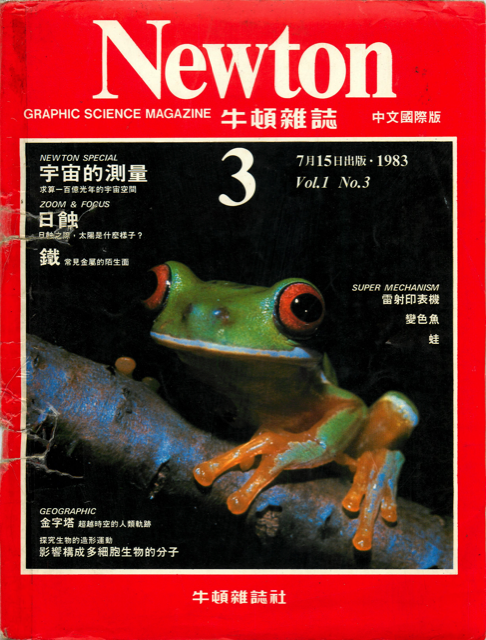 Newton
GRAPHIC SCIENCE MAGAZINE 牛頓雜誌 中文國際版
NEWTON SPECIAL
宇宙的測量
求算一百億光年的宇宙空間
ZOOM & FOCUS
日蝕
日蝕之際，太陽是什麼樣子？
鐵 常見金屬的陌生面
3
7月15日出版・1983
Vol.1 No.3
SUPER MECHANISM
雷射印表機
變色魚
蛙
GEOGRAPHIC
金字塔 超越時空的人類軌跡
探究生物的造形運動
影響構成多細胞生物的分子
牛頓雜誌社